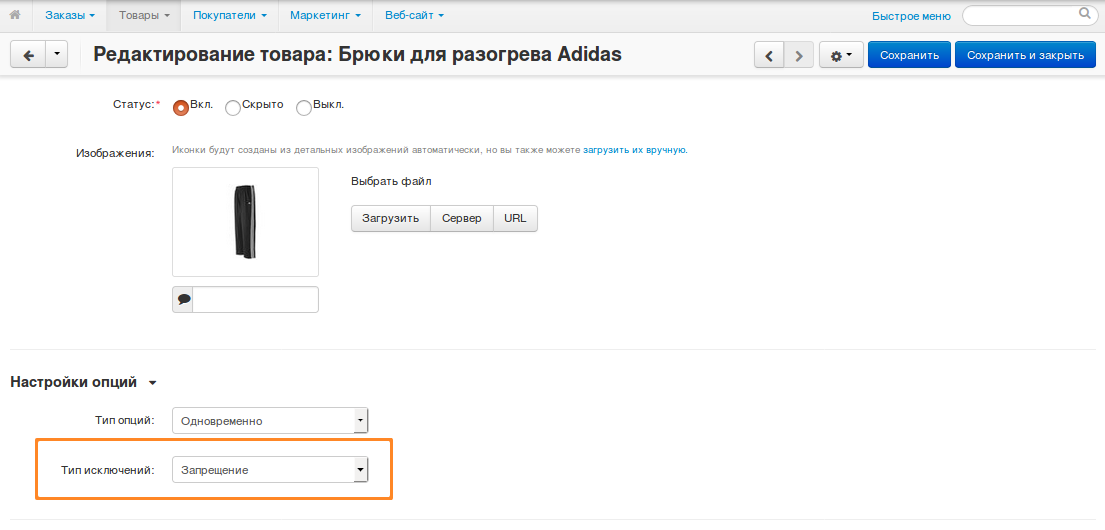 Заказы Товары Покупатели Маркетинг Веб-сайт Быстрое меню
Редактирование товара: Брюки для разогрева Adidas Сохранить Сохранить и закрыть
Статус:* Вкл. Скрыто Выкл.
Изображения: Иконки будут созданы из детальных изображений автоматически, но вы также можете загрузить их вручную.
Выбрать файл
Загрузить Сервер URL
Настройки опций
Тип опций: Одновременно
Тип исключений: Запрещение